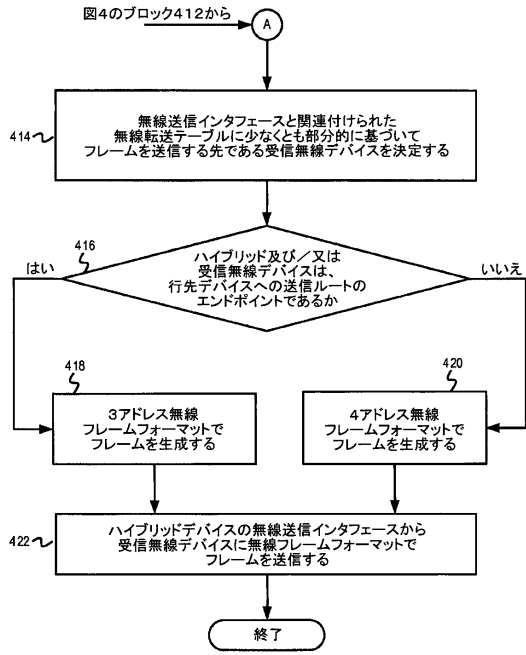 図4のブロック412から
A
414
無線送信インタフェースと関連付けられた
無線転送テーブルに少なくとも部分的に基づいて
フレームを送信する先である受信無線デバイスを決定する
416
はい
いいえ
ハイブリッド及び/又は
受信無線デバイスは、
行先デバイスへの送信ルートの
エンドポイントであるか
418
3アドレス無線
フレームフォーマットで
フレームを生成する
420
4アドレス無線
フレームフォーマットで
フレームを生成する
422
ハイブリッドデバイスの無線送信インタフェースから
受信無線デバイスに無線フレームフォーマットで
フレームを送信する
終了